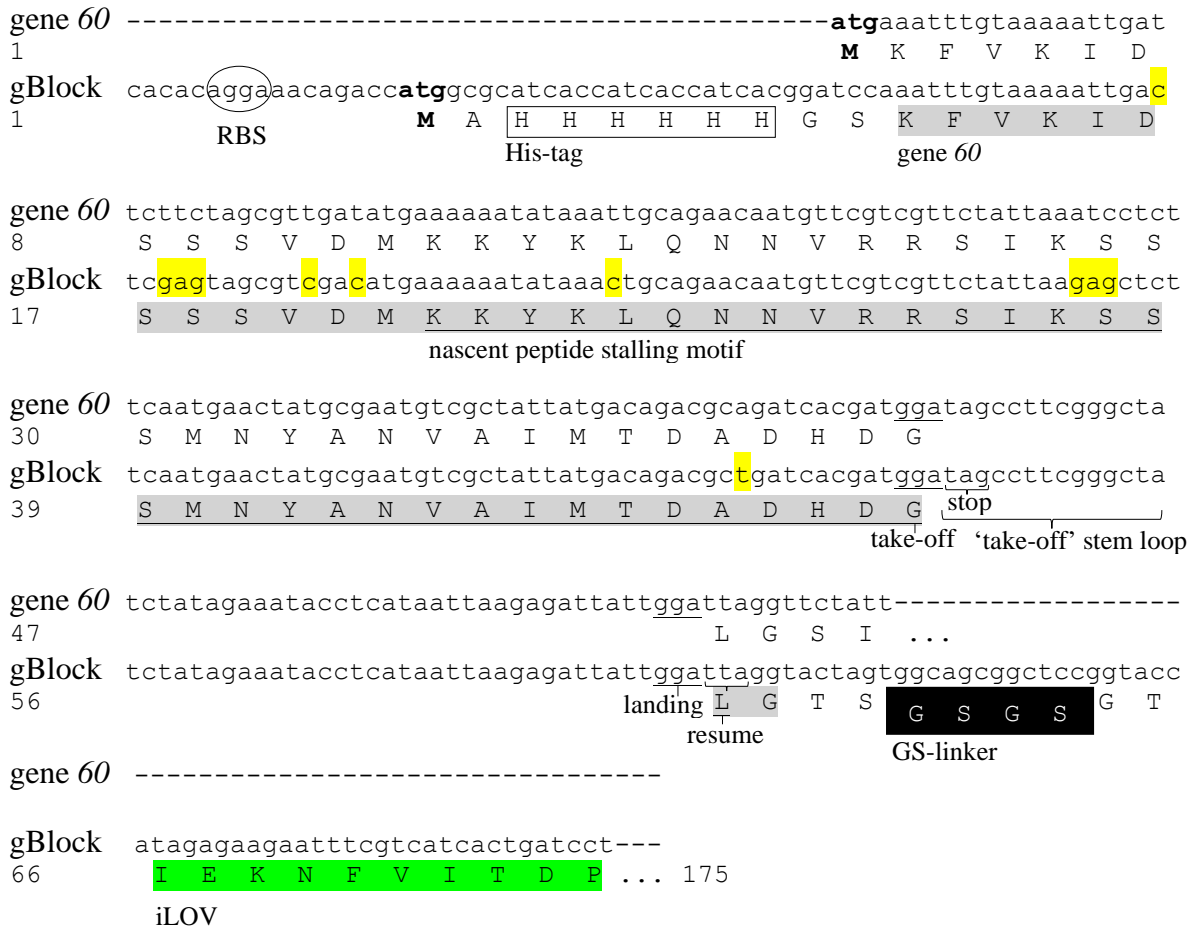 gene 60 --------------------------------------------atgaaatttgtaaaaattgat
1 M K F V K I D
gBlock cacacaggaaacagaccatggcgcatcaccatcaccatcacggatccaaatttgtaaaaattgac
1 M A H H H H H H G S K F V K I D
RBS His-tag gene 60
gene 60 tcttctagcgttgatatgaaaaaatataaattgcagaacaatgttcgtcgttctattaaatcctct
8 S S S V D M K K Y K L Q N N V R R S I K S S
gBlock tcgagtagcgtcgacatgaaaaaatataaactgcagaacaatgttcgtcgttctattaagagctct
17 S S S V D M K K Y K L Q N N V R R S I K S S
nascent peptide stalling motif
gene 60 tcaatgaactatgcgaatgtcgctattatgacagacgcagatcacgatggatagccttcgggcta
30 S M N Y A N V A I M T D A D H D G
gBlock tcaatgaactatgcgaatgtcgctattatgacagacgctgatcacgatggatagccttcgggcta
39 S M N Y A N V A I M T D A D H D G stop
take-off ‘take-off’ stem loop
gene 60 tctatagaaatacctcataattaagagattattggattaggttctatt------------------
47 L G S I ...
gBlock tctatagaaatacctcataattaagagattattggattaggtactagtggcagcggctccggtacc
56 landing L G T S G S G S G T
resume GS-linker
gene 60 ---------------------------------
gBlock atagagaagaatttcgtcatcactgatcct---
66 I E K N F V I T D P ... 175
iLOV